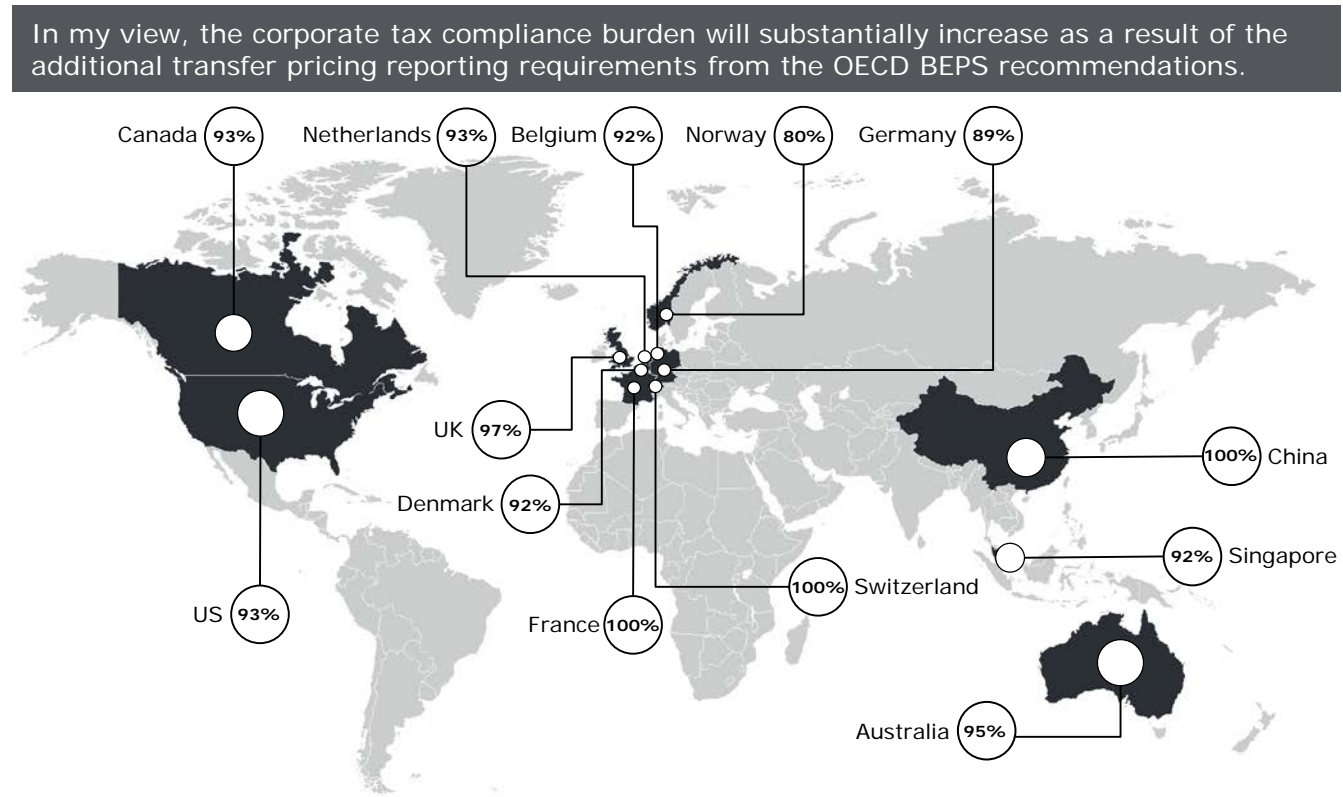 In my view, the corporate tax compliance burden will substantially increase as a result of the
additional transfer pricing reporting requirements from the OECD BEPS recommendations.
Canada 93%
Netherlands 93%
Belgium 92%
Norway 80%
Germany 89%
UK 97%
100% China
Denmark 92%
92% Singapore
100% Switzerland
US 93%
France 100%
Australia 95%